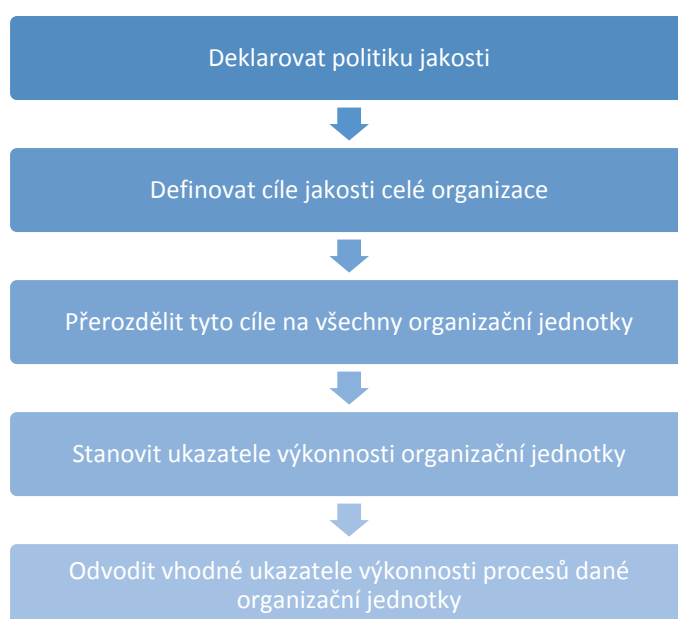 Deklarovat politiku jakosti
Definovat cíle jakosti celé organizace
Přerozdělit tyto cíle na všechny organizační jednotky
Stanovit ukazatele výkonnosti organizační jednotky
Odvodit vhodné ukazatele výkonnosti procesů dané
organizační jednotky